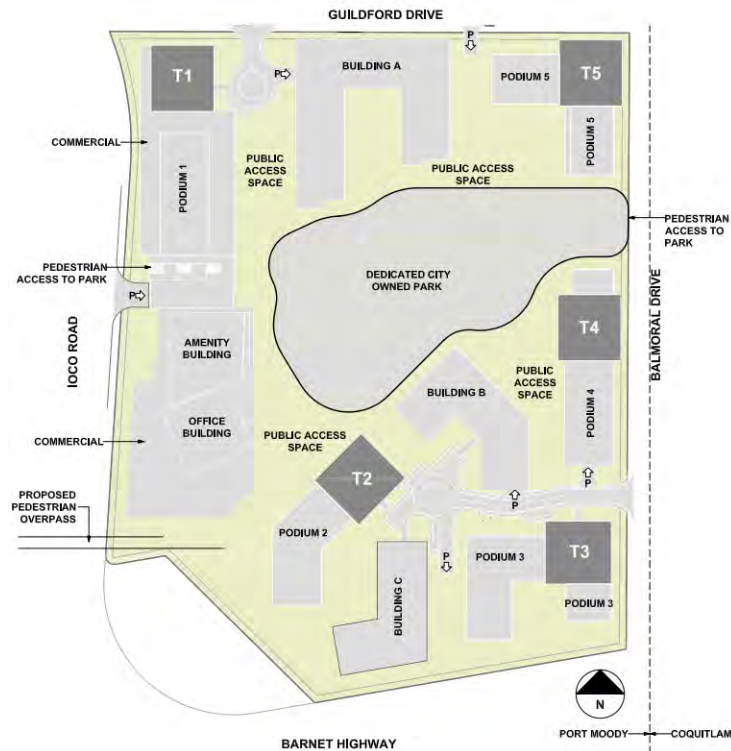 GUILDFORD DRIVE
P
P
T1
BUILDING A
PODIUM 5
T5
COMMERCIAL
PODIUM 1
PUBLIC
ACCESS
SPACE
PODIUM 5
PUBLIC ACCESS
SPACE
PEDESTRIAN
ACCESS TO
PARK
PEDESTRIAN
ACCESS TO PARK
DEDICATED CITY
OWNED PARK
P
IOCO ROAD
T4
BALMORAL DRIVE
AMENITY
BUILDING
PUBLIC
ACCESS
SPACE
BUILDING B
PODIUM 4
OFFICE
BUILDING
COMMERCIAL
PUBLIC ACCESS
SPACE
T2
P
P
PROPOSED
PEDESTRIAN
OVERPASS
PODIUM 2
PODIUM 3
T3
P
BUILDING C
PODIUM 3
N
BARNET HIGHWAY
PORT MOODY
COQUITLAM